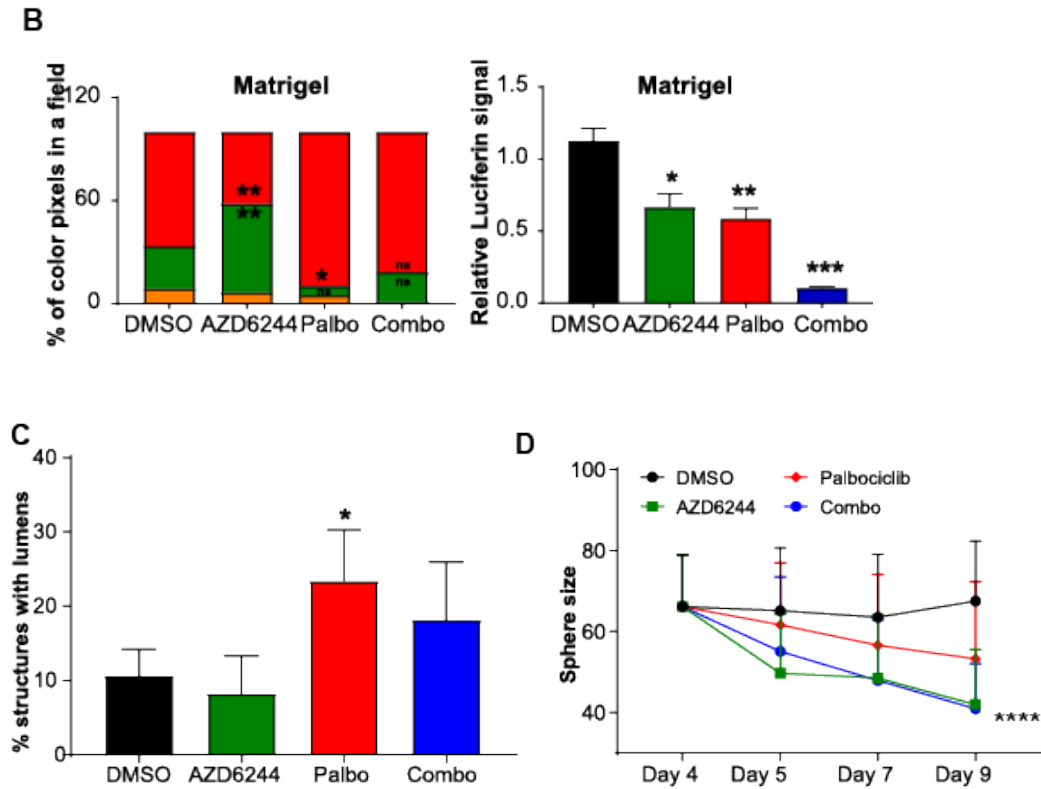 B
Matrigel
% of color pixels in a field
120
60
0
**
**
*
ns
ns
ns
DMSO AZD6244 Palbo Combo
Matrigel
Relative Luciferin signal
1.5
1.0
0.5
0.0
*
**
***
DMSO AZD6244 Palbo Combo
C
% structures with lumens
40
30
20
10
0
*
DMSO AZD6244 Palbo Combo
D
Sphere size
100
80
60
40
DMSO
Palbociclib
AZD6244
Combo
****
Day 4 Day 5 Day 7 Day 9